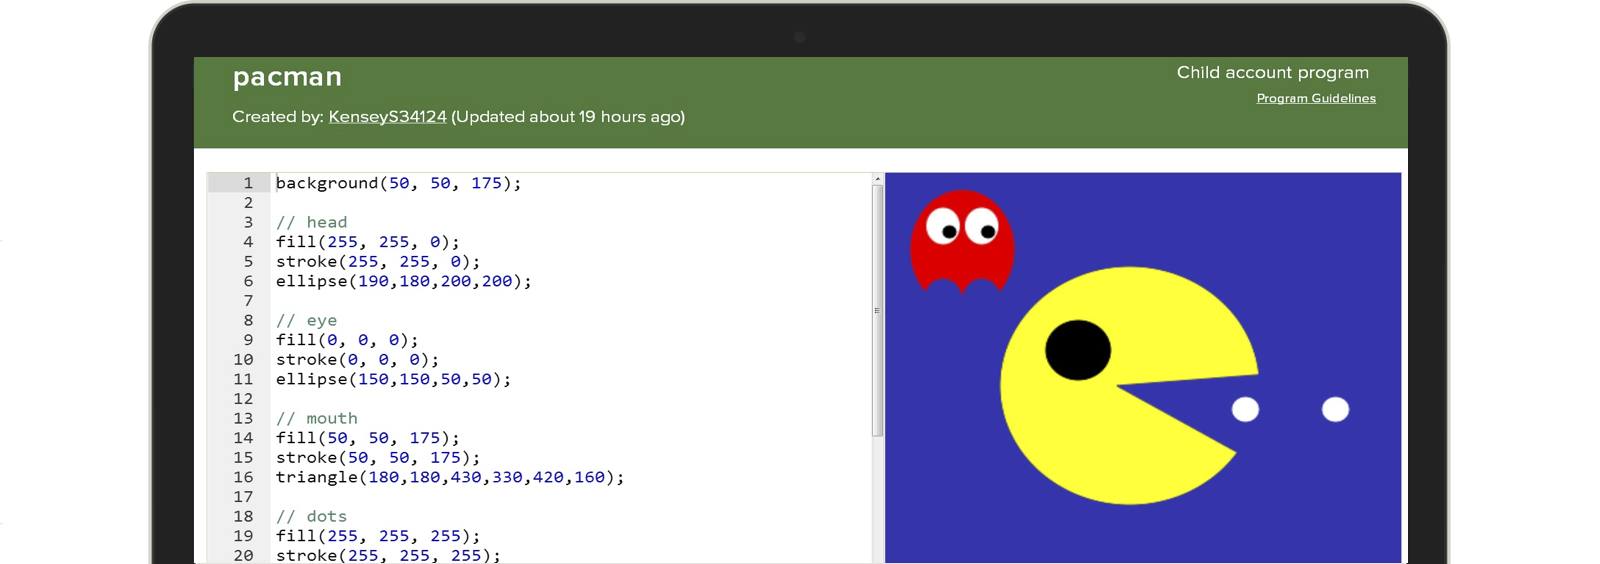 pacman
Child account program
Program Guidelines
Created by: KenseyS34124 (Updated about 19 hours ago)
1 background(50, 50, 175);
2
3 // head
4 fill(255, 255, 0);
5 stroke(255, 255, 0);
6 ellipse(190,180,200,200);
7
8 // eye
9 fill(0, 0, 0);
10 stroke(0, 0, 0);
11 ellipse(150,150,50,50);
12
13 // mouth
14 fill(50, 50, 175);
15 stroke(50, 50, 175);
16 triangle(180,180,430,330,420,160);
17
18 // dots
19 fill(255, 255, 255);
20 stroke(255, 255, 255);